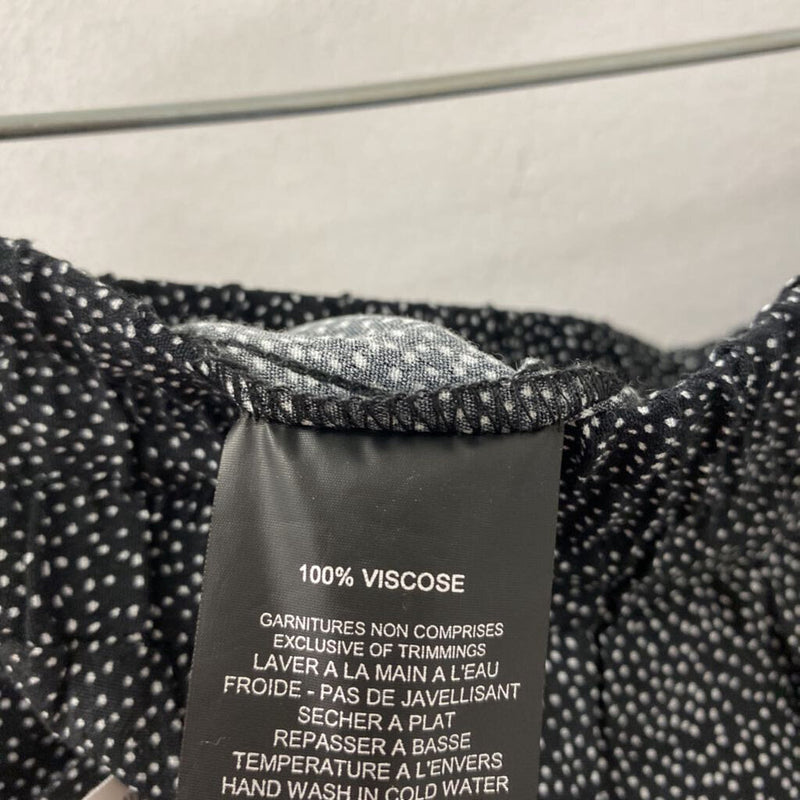 100% VISCOSE
GARNITURES NON COMPRISES
EXCLUSIVE OF TRIMMINGS
LAVER A LA MAIN A L'EAU
FROIDE - PAS DE JAVELLISANT
SECHER A PLAT
REPASSER A BASSE
TEMPERATURE A L'ENVERS
HAND WASH IN COLD WATER